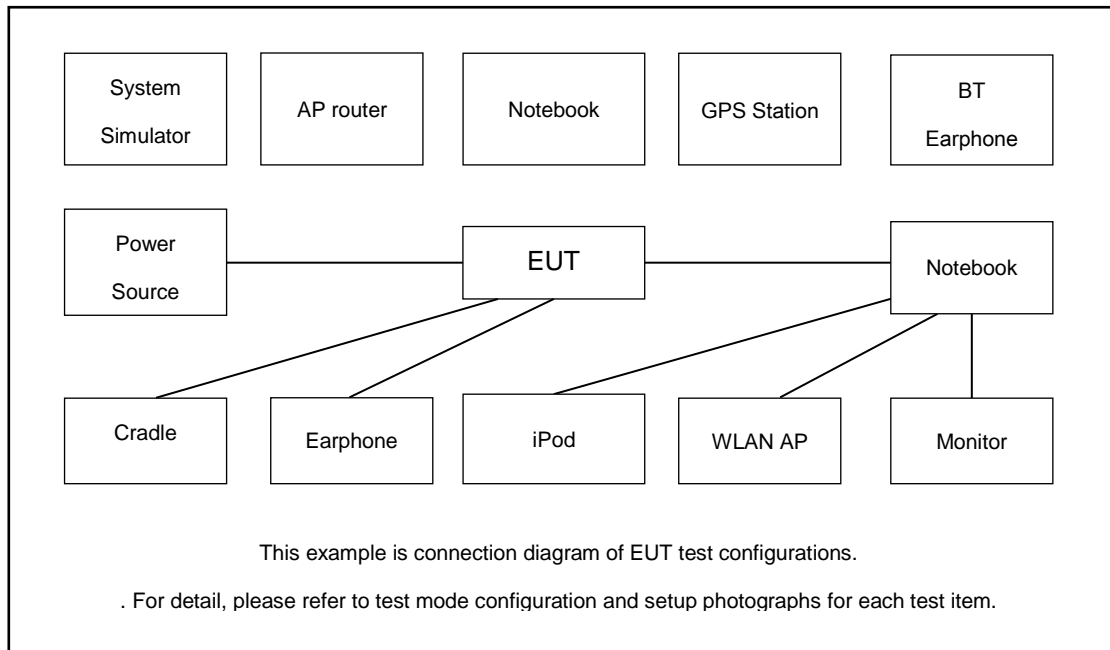 System
Simulator
AP router
Notebook
GPS Station
BT
Earphone
Power
Source
EUT
Notebook
Cradle
Earphone
iPod
WLAN AP
Monitor
This example is connection diagram of EUT test configurations.
. For detail, please refer to test mode configuration and setup photographs for each test item.